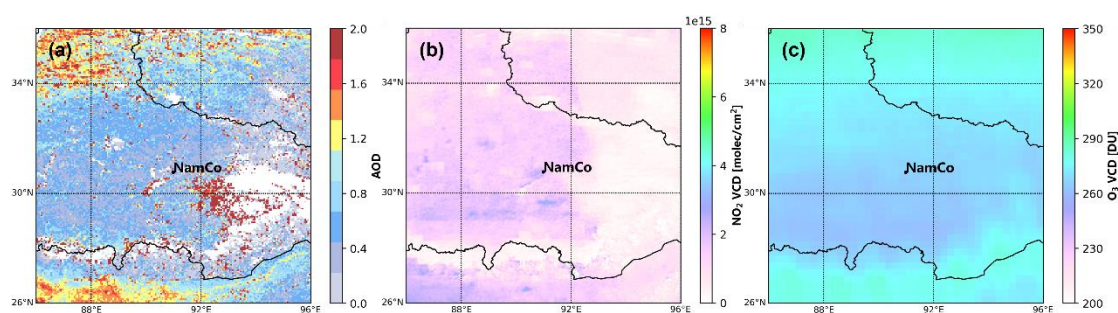 (a)
34°N
30°N
26°N
88°E
92°E
96°E
NamCo
2.0
1.6
1.2
0.8
0.4
0.0
AOD
(b)
34°N
30°N
26°N
88°E
92°E
96°E
NamCo
1e15
8
6
4
2
0
NO₂ VCD [molec/cm²]
(c)
34°N
30°N
26°N
88°E
92°E
96°E
NamCo
350
320
290
260
230
200
O₃ VCD [DU]